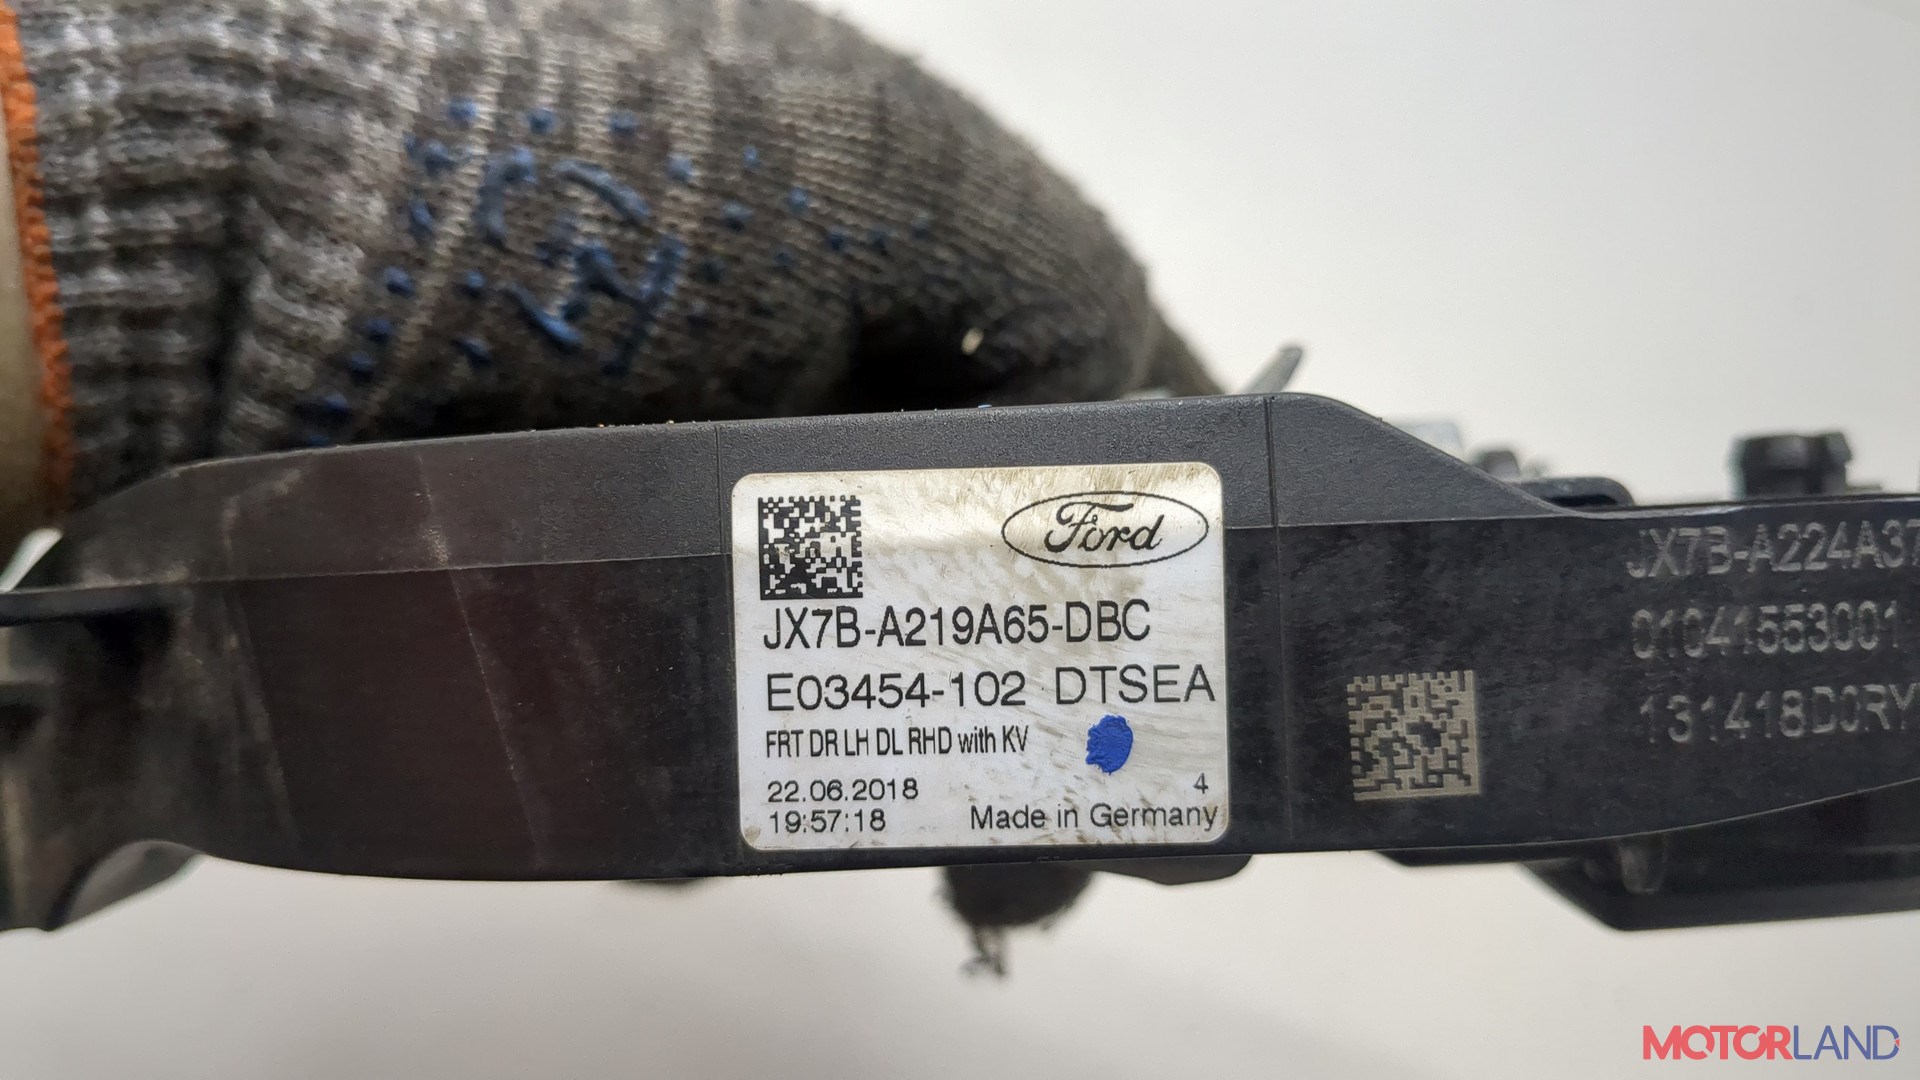 Ford
JX7B-A219A65-DBC
E03454-102 DTSEA
FRT DR LH DL RHD with KV
22.06.2018
4
19:57:18
Made in Germany
JX7B-A224A37
01041553001
131418D0RY
MOTORLAND